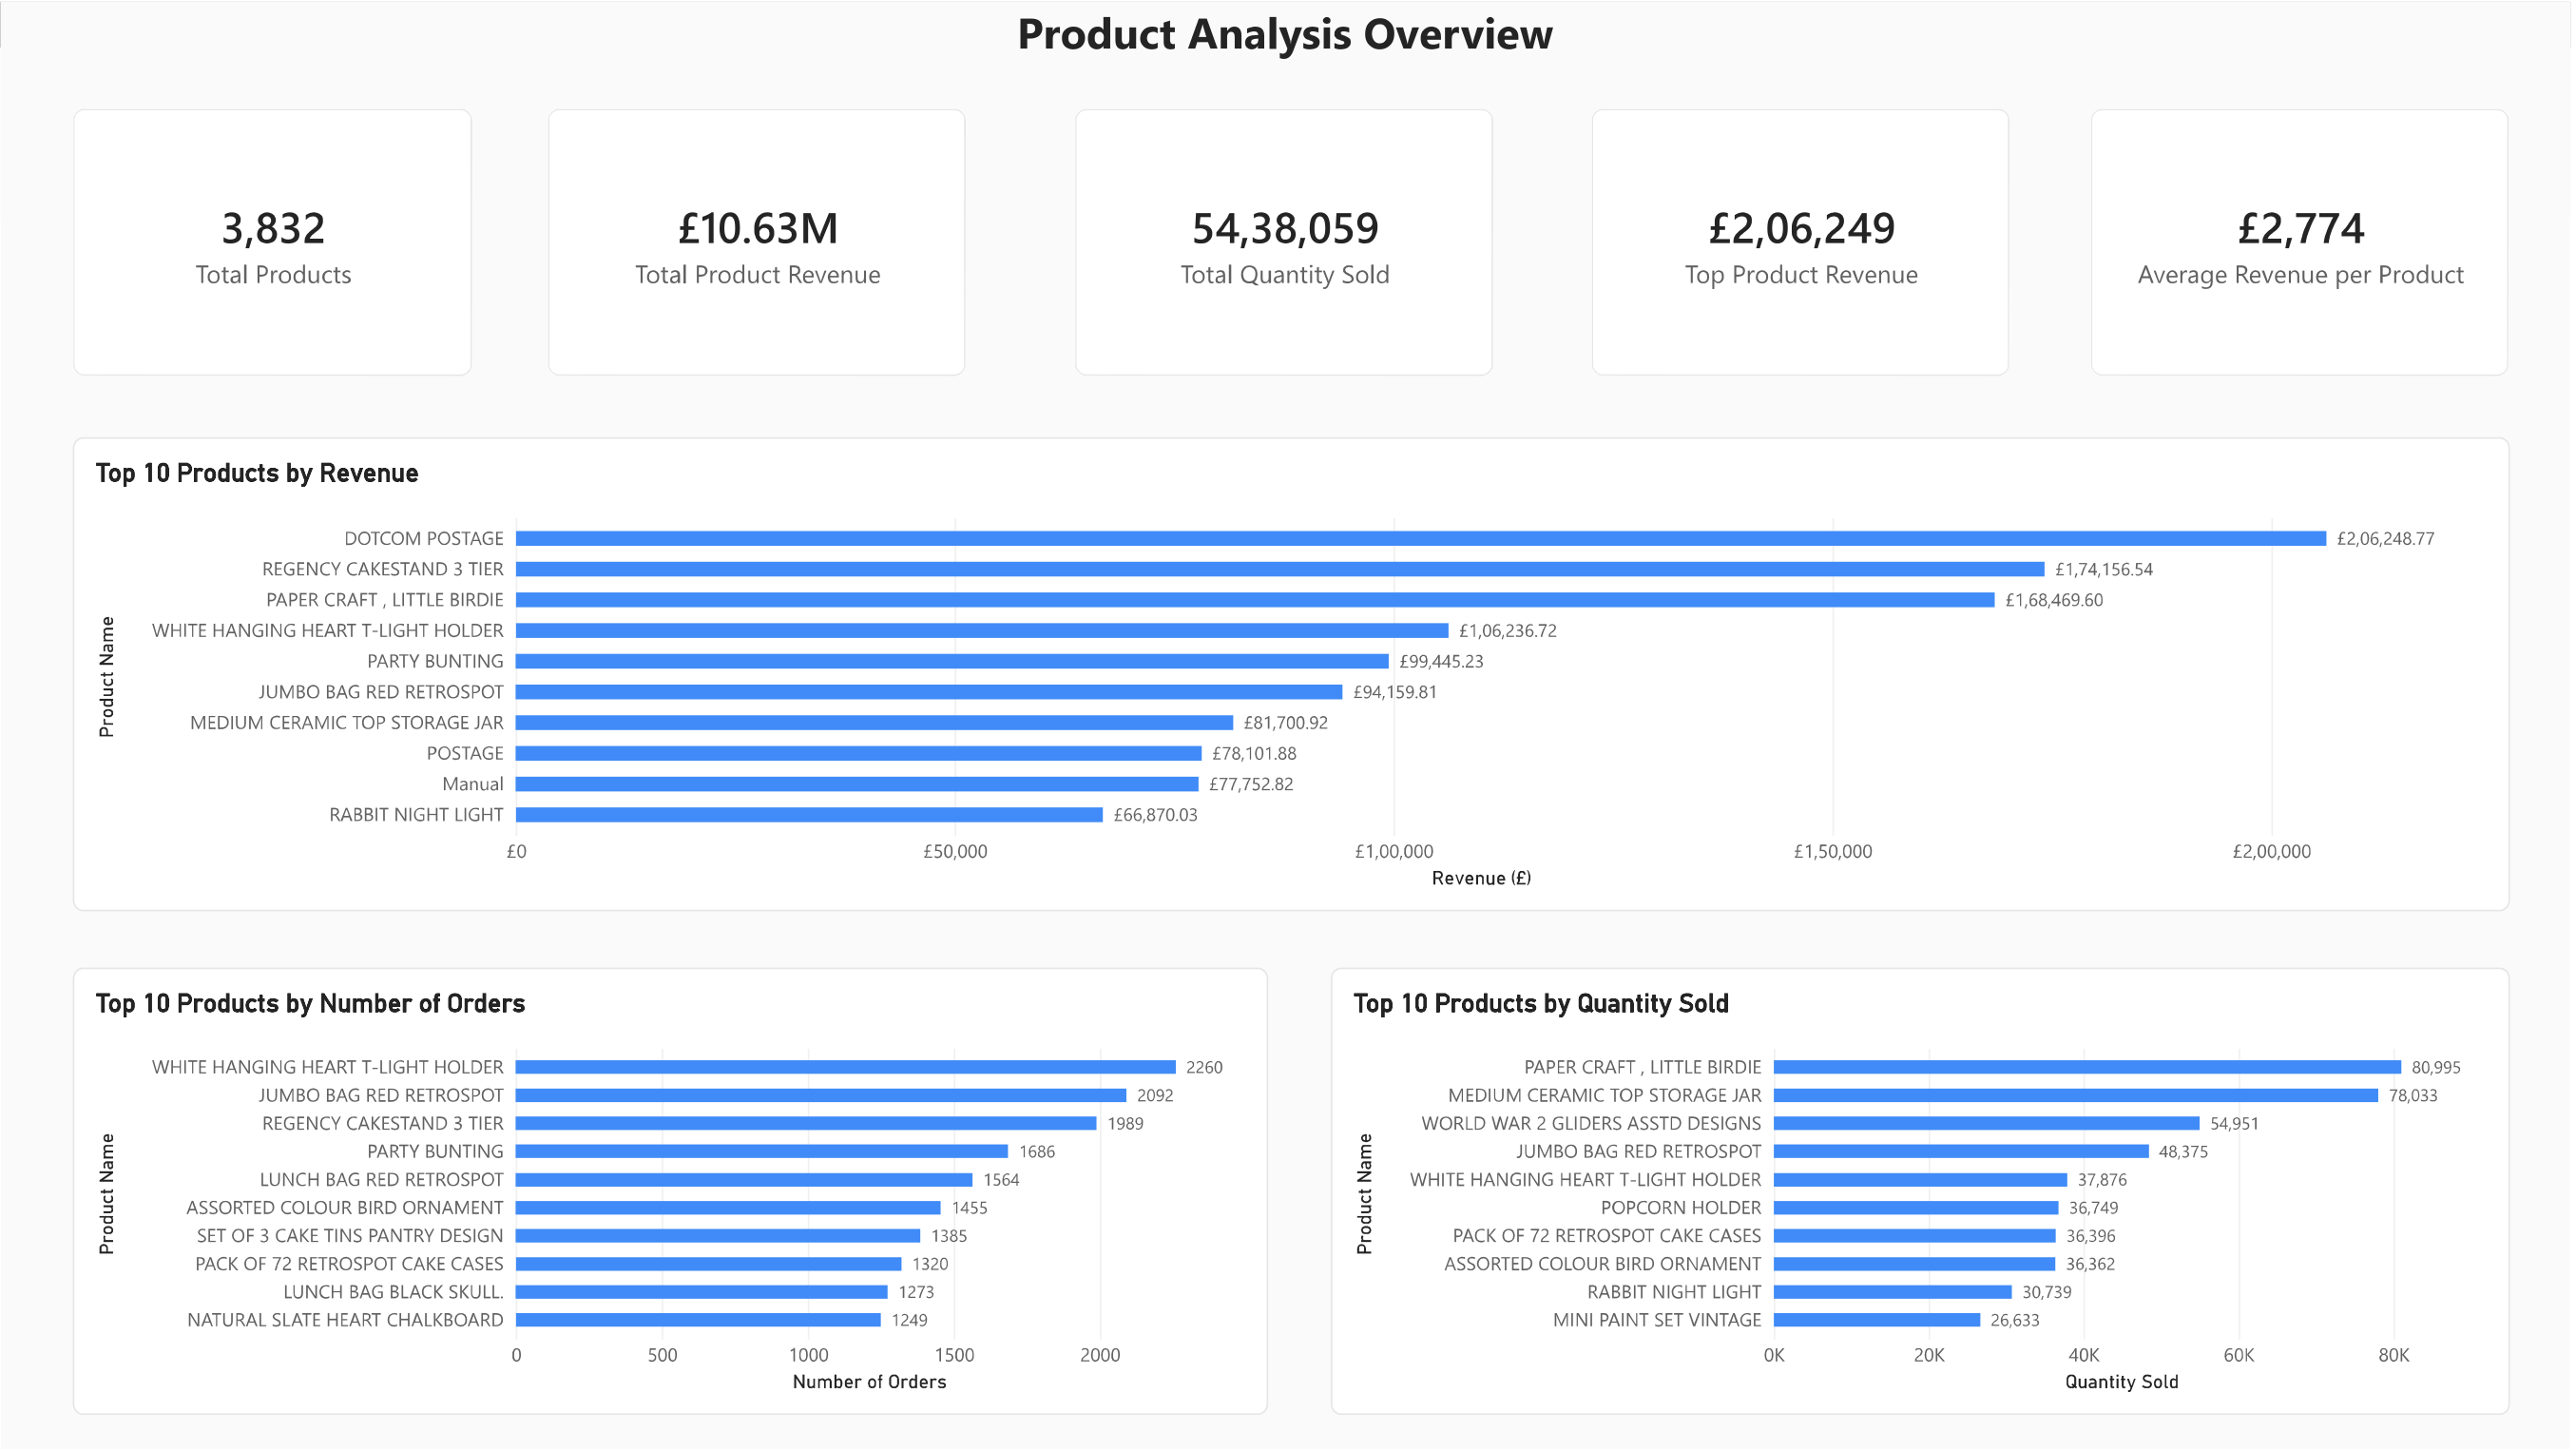 Product Analysis Overview
3,832
Total Products
£10.63M
Total Product Revenue
54,38,059
Total Quantity Sold
£2,06,249
Top Product Revenue
£2,774
Average Revenue per Product
Top 10 Products by Revenue
Product Name
DOTCOM POSTAGE £2,06,248.77
REGENCY CAKESTAND 3 TIER £1,74,156.54
PAPER CRAFT , LITTLE BIRDIE £1,68,469.60
WHITE HANGING HEART T-LIGHT HOLDER £1,06,236.72
PARTY BUNTING £99,445.23
JUMBO BAG RED RETROSPOT £94,159.81
MEDIUM CERAMIC TOP STORAGE JAR £81,700.92
POSTAGE £78,101.88
Manual £77,752.82
RABBIT NIGHT LIGHT £66,870.03
£0 £50,000 £1,00,000 £1,50,000 £2,00,000
Revenue (£)
Top 10 Products by Number of Orders
Product Name
WHITE HANGING HEART T-LIGHT HOLDER 2260
JUMBO BAG RED RETROSPOT 2092
REGENCY CAKESTAND 3 TIER 1989
PARTY BUNTING 1686
LUNCH BAG RED RETROSPOT 1564
ASSORTED COLOUR BIRD ORNAMENT 1455
SET OF 3 CAKE TINS PANTRY DESIGN 1385
PACK OF 72 RETROSPOT CAKE CASES 1320
LUNCH BAG BLACK SKULL. 1273
NATURAL SLATE HEART CHALKBOARD 1249
0 500 1000 1500 2000
Number of Orders
Top 10 Products by Quantity Sold
Product Name
PAPER CRAFT , LITTLE BIRDIE 80,995
MEDIUM CERAMIC TOP STORAGE JAR 78,033
WORLD WAR 2 GLIDERS ASSTD DESIGNS 54,951
JUMBO BAG RED RETROSPOT 48,375
WHITE HANGING HEART T-LIGHT HOLDER 37,876
POPCORN HOLDER 36,749
PACK OF 72 RETROSPOT CAKE CASES 36,396
ASSORTED COLOUR BIRD ORNAMENT 36,362
RABBIT NIGHT LIGHT 30,739
MINI PAINT SET VINTAGE 26,633
0K 20K 40K 60K 80K
Quantity Sold